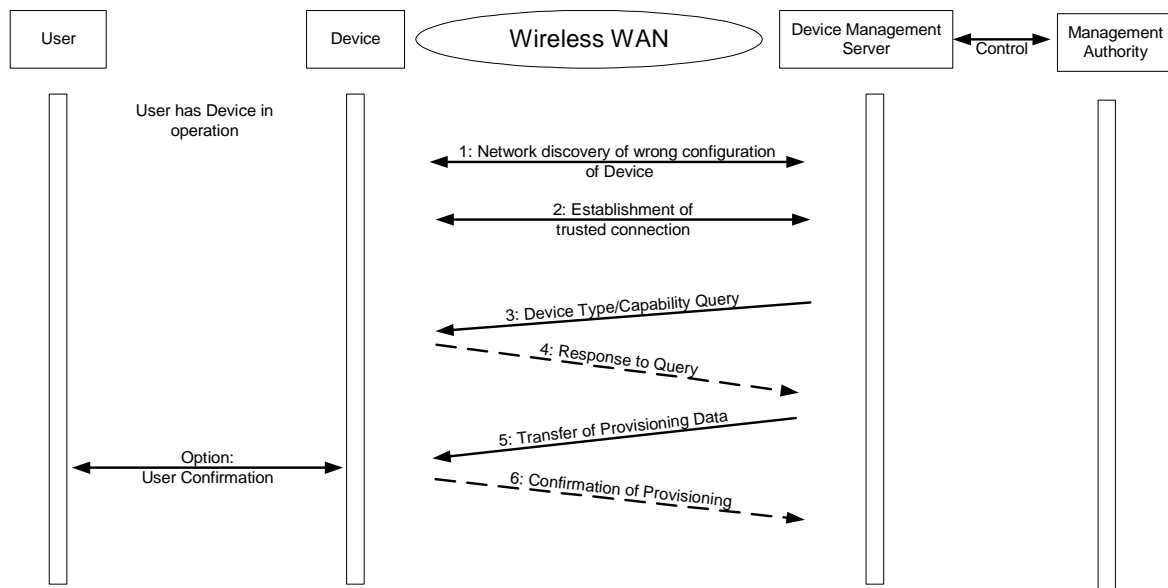 User
Device
Wireless WAN
Device Management
Server
Control
Management
Authority
User has Device in
operation
1: Network discovery of wrong configuration
of Device
2: Establishment of
trusted connection
3: Device Type/Capability Query
4: Response to Query
5: Transfer of Provisioning Data
Option:
User Confirmation
6: Confirmation of Provisioning